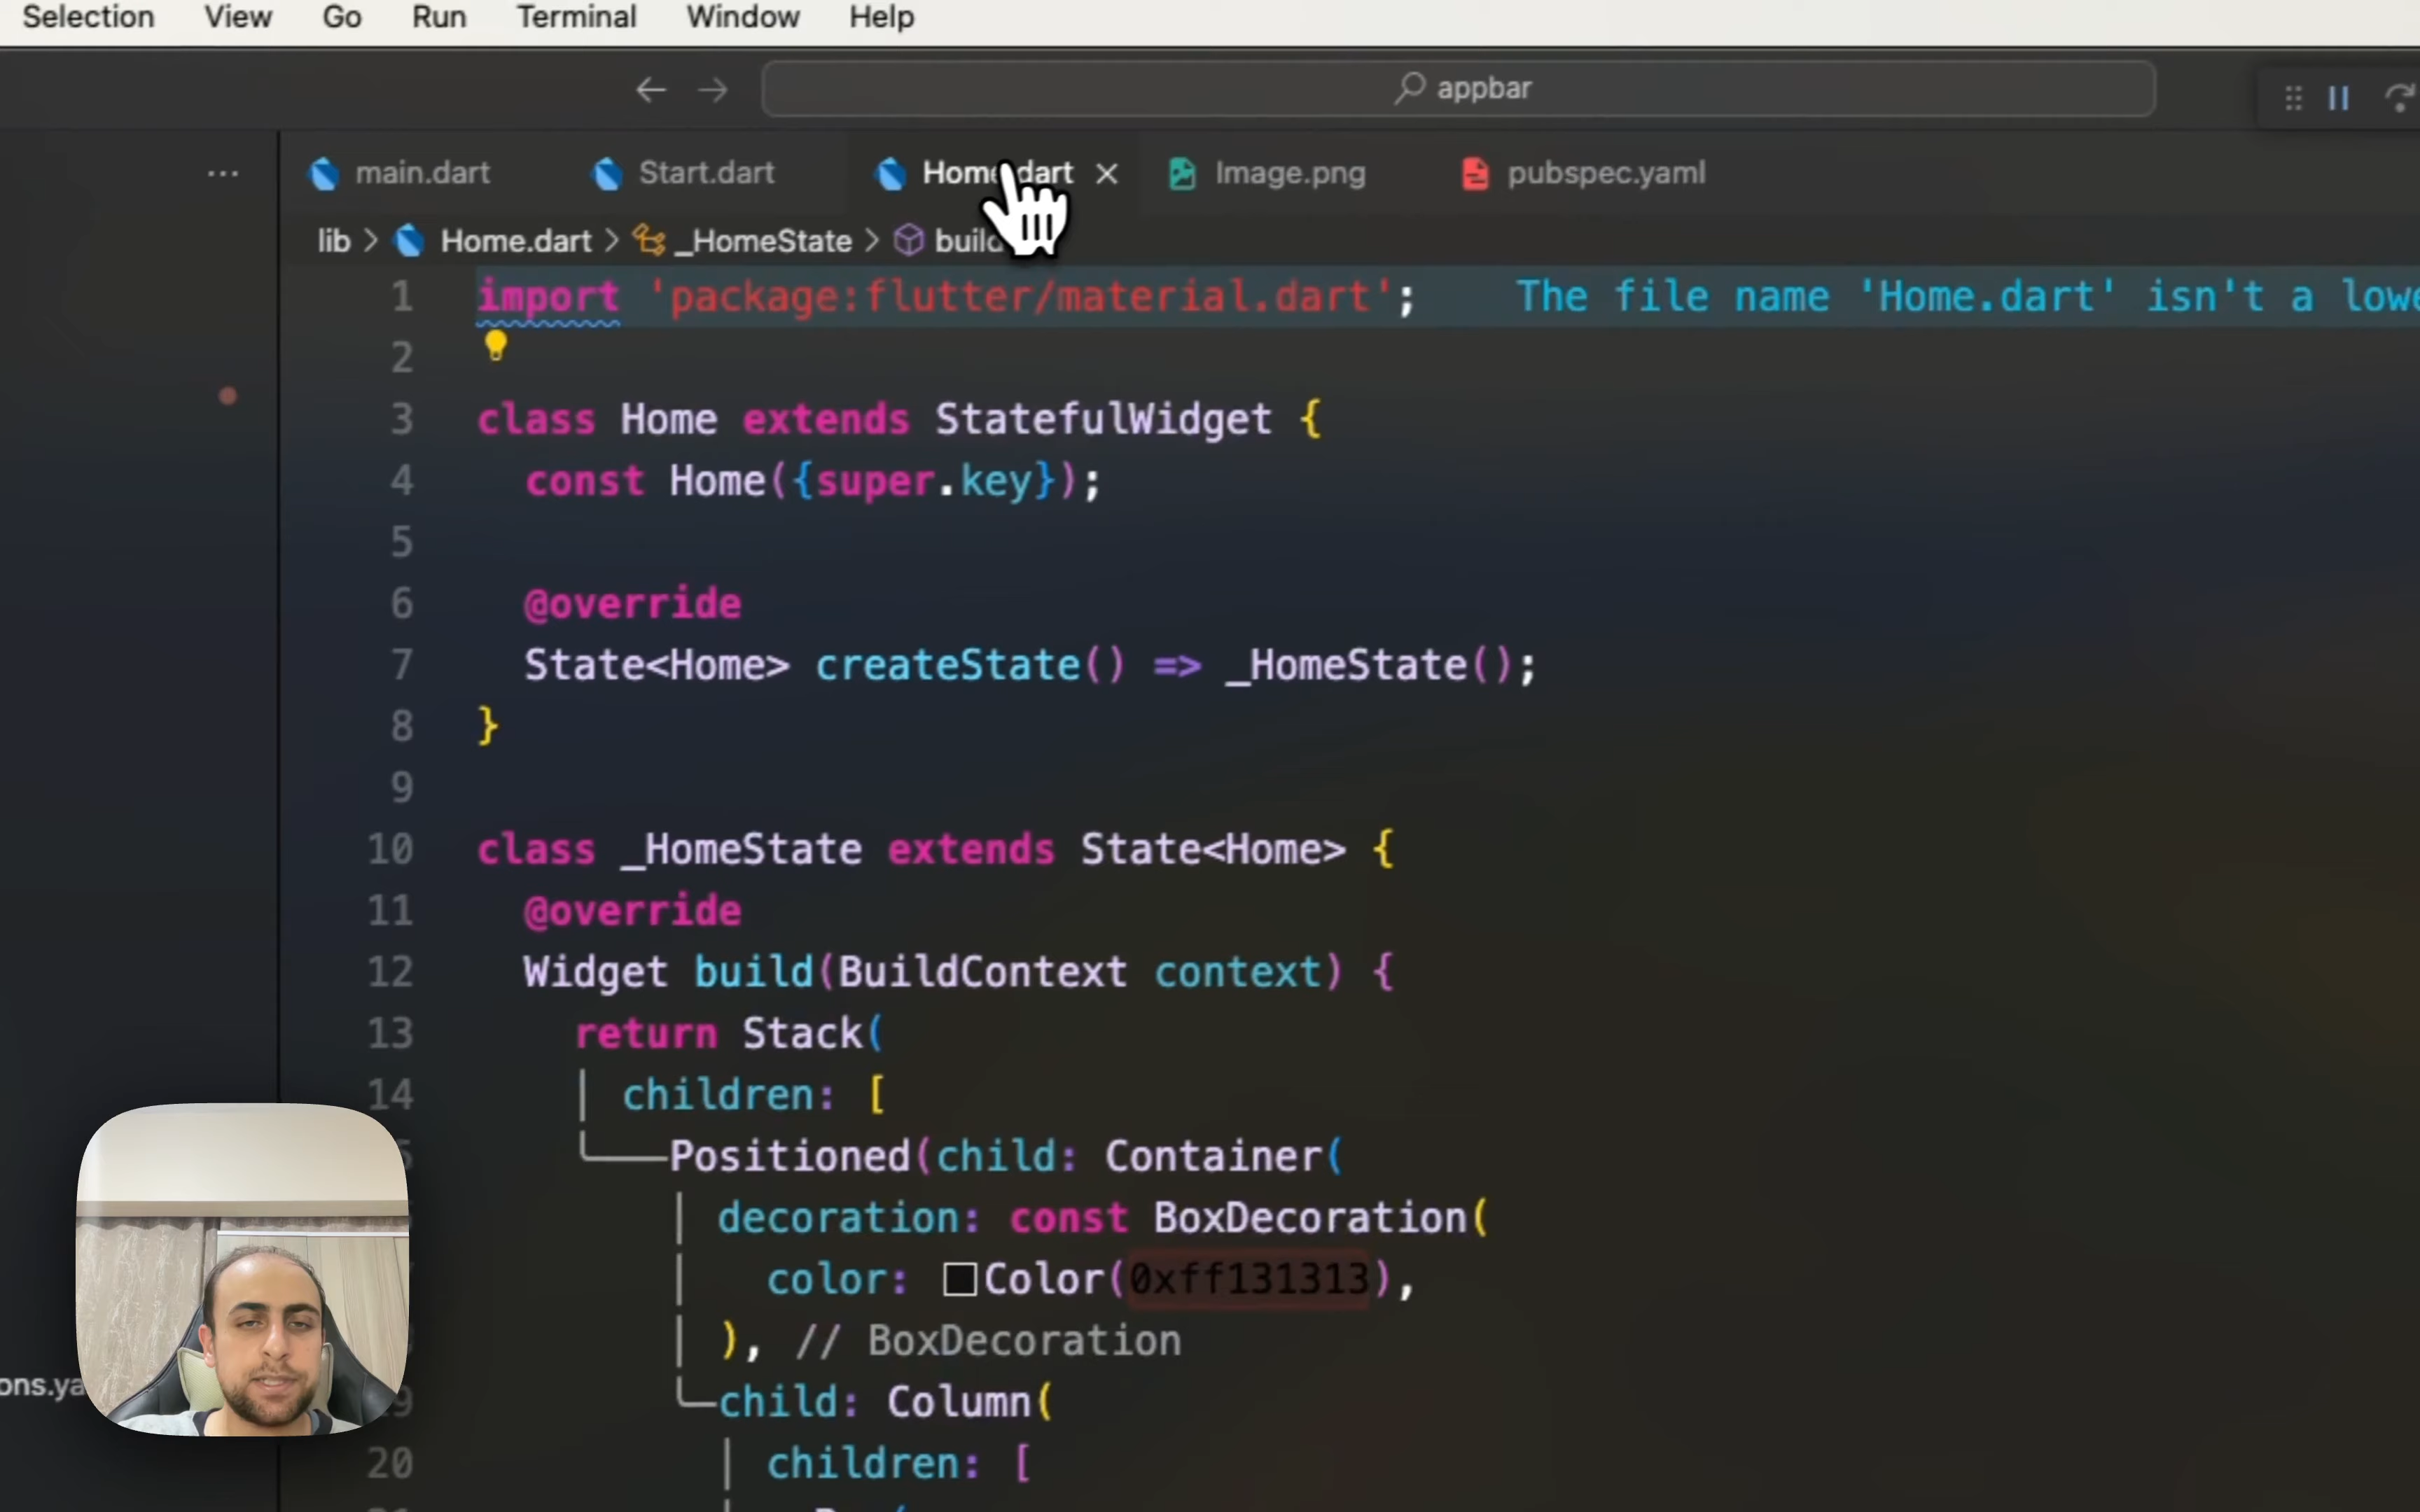 Selection View Go Run Terminal Window Help
appbar
main.dart Start.dart Home.dart Image.png pubspec.yaml
lib > Home.dart > _HomeState >
1 import 'package:flutter/material.dart'; The file name 'Home.dart' isn't a
2
3 class Home extends StatefulWidget {
4 const Home({super.key});
5
6 @override
7 State<Home> createState() => _HomeState();
8 }
9
10 class _HomeState extends State<Home> {
11 @override
12 Widget build(BuildContext context) {
13 return Stack(
14 children: [
Positioned(child: Container(
decoration: const BoxDecoration(
color: Color(0xff131313),
), // BoxDecoration
child: Column(
20 children: [